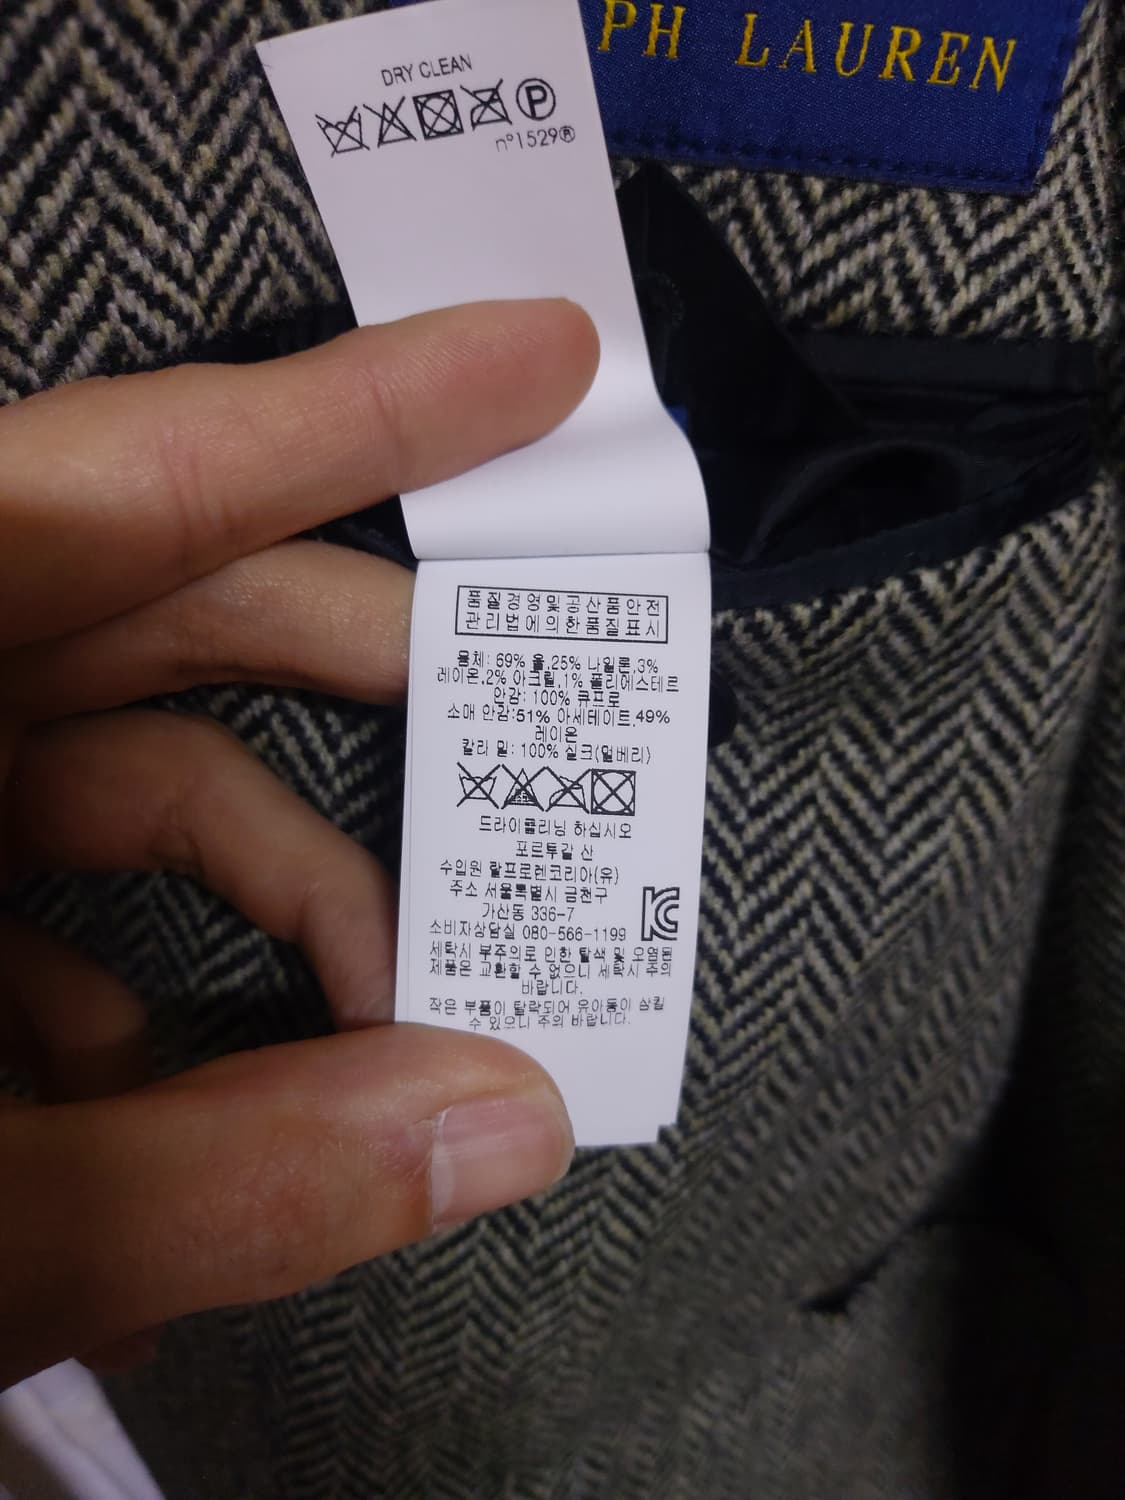 PH LAUREN
DRY CLEAN
P
nº1529®
품질경영및공산품안전
관리법에의한품질표시
몸체: 69% 울,25% 나일론,3%
레이온,2% 아크릴,1% 폴리에스테르
안감: 100% 큐프로
소매 안감:51% 아세테이트,49%
레이온
칼라 밑: 100% 실크(멀베리)
드라이클리닝 하십시오
포르투갈 산
수입원 랄프로렌코리아(유)
주소 서울특별시 금천구
가산동 336-7
소비자상담실 080-566-1199
KC
세탁시 부주의로 인한 탈색 및 오염된
제품은 교환할 수 없으니 세탁시 주의
바랍니다.
작은 부품이 탈락되어 유아동이 삼킬
수 있으니 주의 바랍니다.